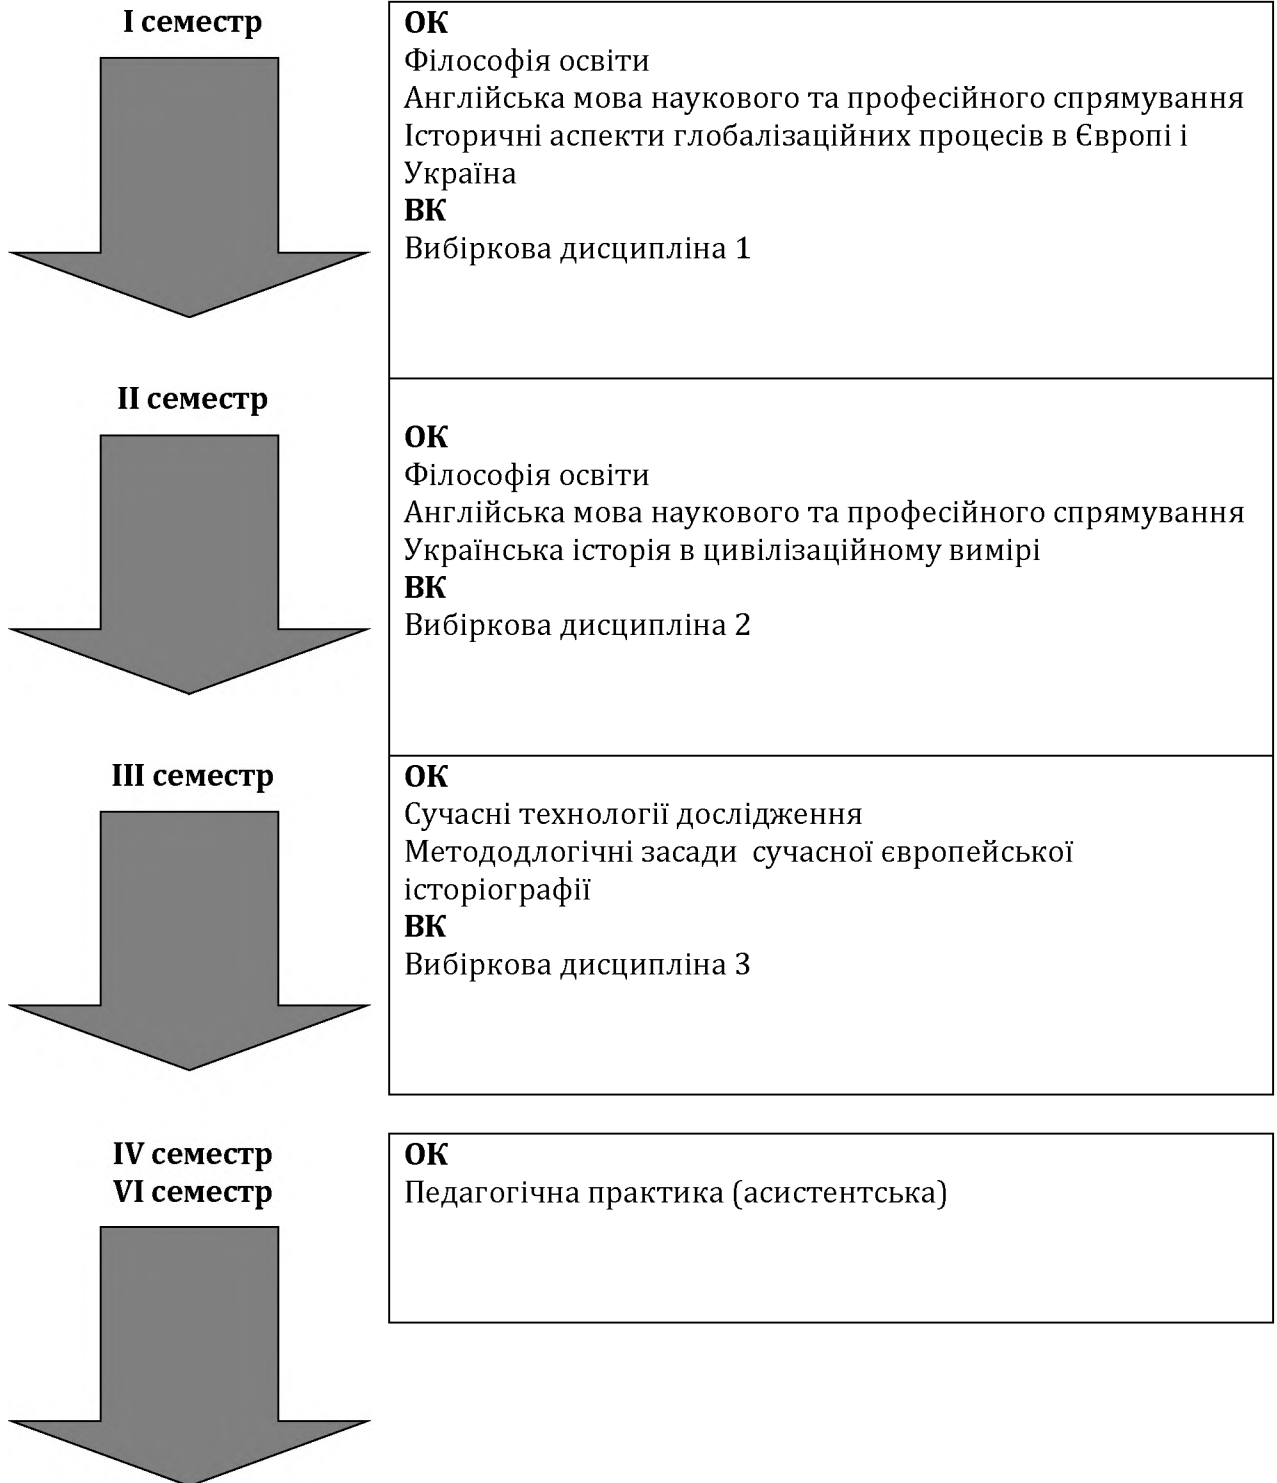 І семестр
ОК
Філософія освіти
Англійська мова наукового та професійного спрямування
Історичні аспекти глобалізаційних процесів в Європі і
Україна
ВК
Вибіркова дисципліна 1
ІІ семестр
ОК
Філософія освіти
Англійська мова наукового та професійного спрямування
Українська історія в цивілізаційному вимірі
ВК
Вибіркова дисципліна 2
ІІІ семестр
ОК
Сучасні технології дослідження
Метододлогічні засади  сучасної європейської
історіографії
ВК
Вибіркова дисципліна 3
IV семестр
VI семестр
ОК
Педагогічна практика (асистентська)